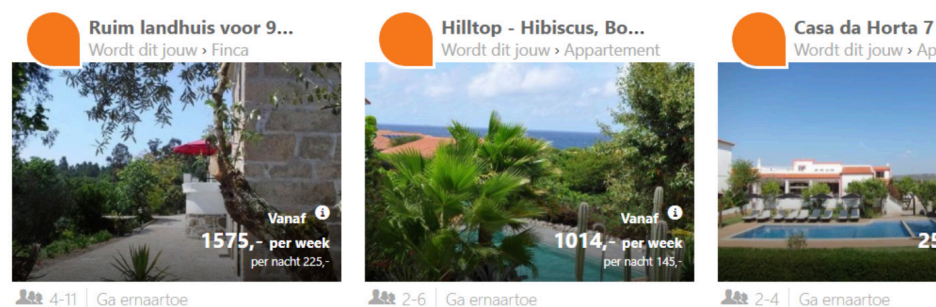 Ruim landhuis voor 9...
Wordt dit jouw › Finca
Vanaf
1575,- per week
per nacht 225,-
4-11 | Ga ernaartoe
Hilltop - Hibiscus, Bo...
Wordt dit jouw › Appartement
Vanaf
1014,- per week
per nacht 145,-
2-6 | Ga ernaartoe
Casa da Horta 7
Wordt dit jouw ›
2-4 | Ga ernaartoe